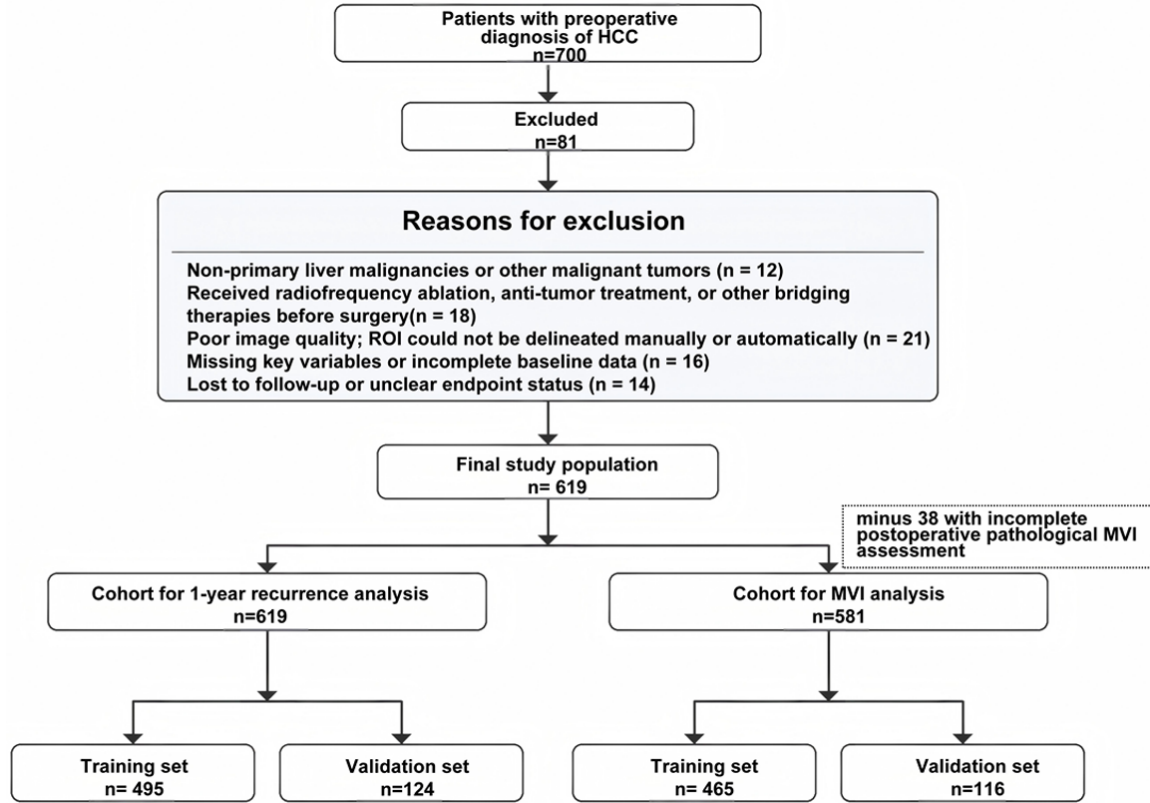 Patients with preoperative
diagnosis of HCC
n=700
Excluded
n=81
Reasons for exclusion
Non-primary liver malignancies or other malignant tumors (n = 12)
Received radiofrequency ablation, anti-tumor treatment, or other bridging
therapies before surgery(n = 18)
Poor image quality; ROI could not be delineated manually or automatically (n = 21)
Missing key variables or incomplete baseline data (n = 16)
Lost to follow-up or unclear endpoint status (n = 14)
Final study population
n= 619
minus 38 with incomplete
postoperative pathological MVI
assessment
Cohort for 1-year recurrence analysis
n=619
Cohort for MVI analysis
n=581
Training set
n= 495
Validation set
n=124
Training set
n= 465
Validation set
n=116